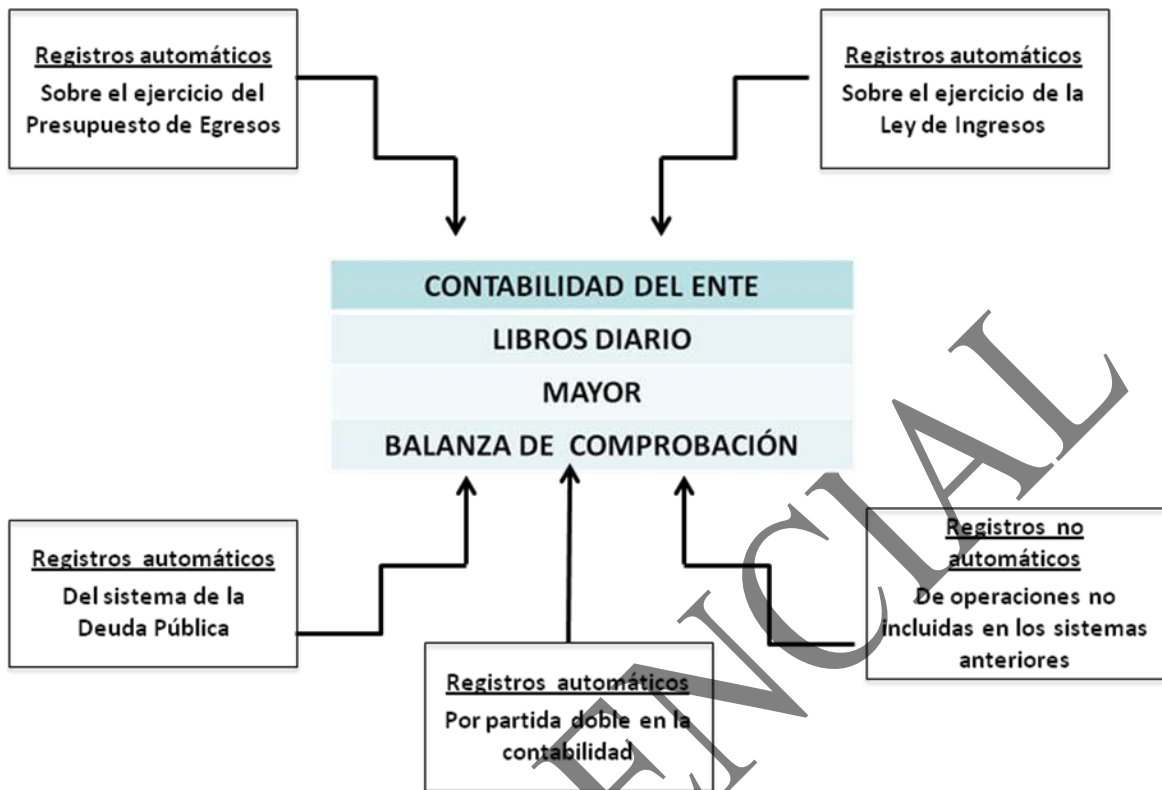 Registros automáticos
Sobre el ejercicio del
Presupuesto de Egresos
Registros automáticos
Sobre el ejercicio de la
Ley de Ingresos
CONTABILIDAD DEL ENTE
LIBROS DIARIO
MAYOR
BALANZA DE COMPROBACIÓN
Registros automáticos
Del sistema de la
Deuda Pública
Registros automáticos
Por partida doble en la
contabilidad
Registros no
automáticos
De operaciones no
incluidas en los sistemas
anteriores
ENCIAL